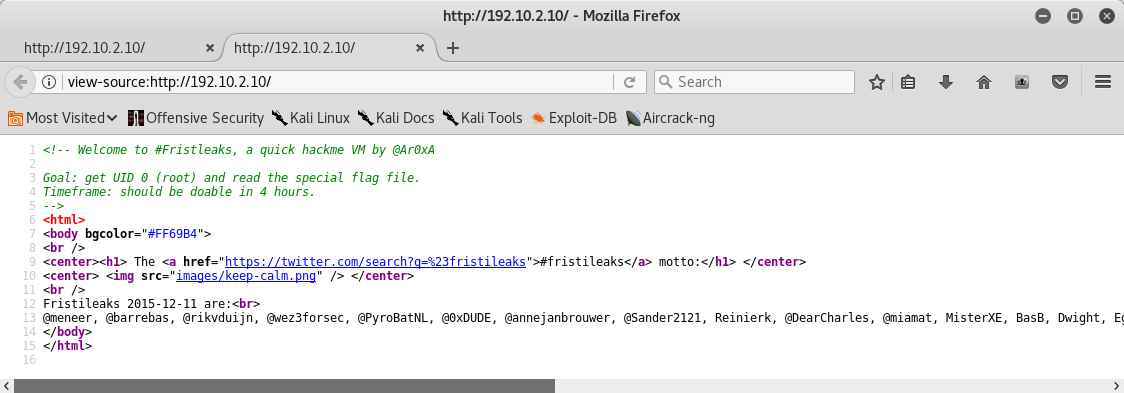 http://192.10.2.10/ - Mozilla Firefox
http://192.10.2.10/ × http://192.10.2.10/ × +
view-source:http://192.10.2.10/ Search
Most Visited Offensive Security Kali Linux Kali Docs Kali Tools Exploit-DB Aircrack-ng
1 <!-- Welcome to #Fristleaks, a quick hackme VM by @Ar0xA
2
3 Goal: get UID 0 (root) and read the special flag file.
4 Timeframe: should be doable in 4 hours.
5 -->
6 <html>
7 <body bgcolor="#FF69B4">
8 <br />
9 <center><h1> The <a href="https://twitter.com/search?q=%23fristileaks">#fristileaks</a> motto:</h1> </center>
10 <center> <img src="images/keep-calm.png" /> </center>
11 <br />
12 Fristileaks 2015-12-11 are:<br>
13 @meneer, @barrebas, @rikvduijn, @wez3forsec, @PyroBatNL, @0xDUDE, @annejanbrouwer, @Sander2121, Reinierk, @DearCharles, @miamat, MisterXE, BasB, Dwight, Eg
14 </body>
15 </html>
16